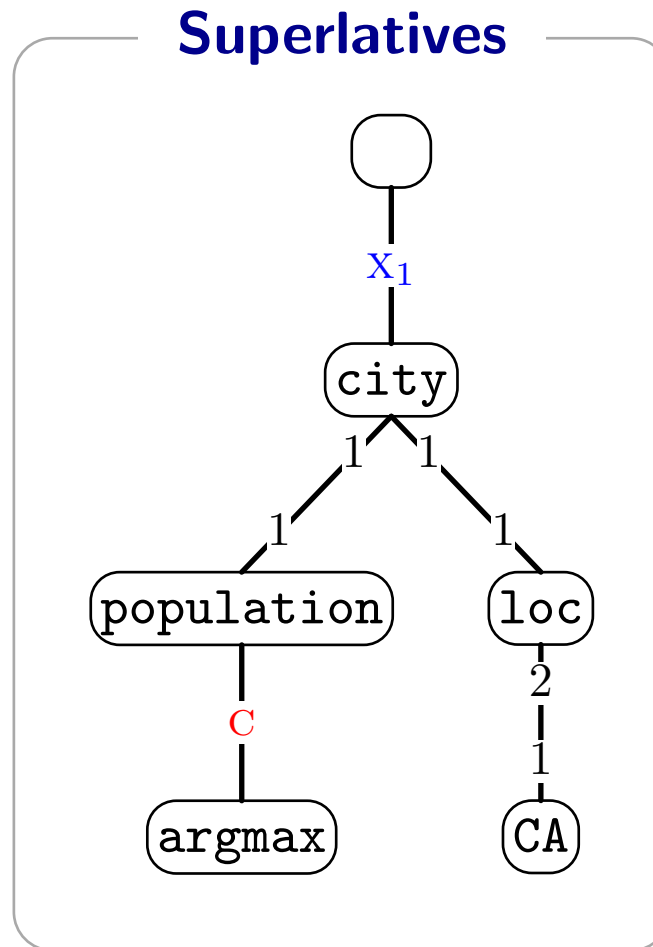 Superlatives
X1
city
1 1
1 1
population loc
2
C
1
argmax CA